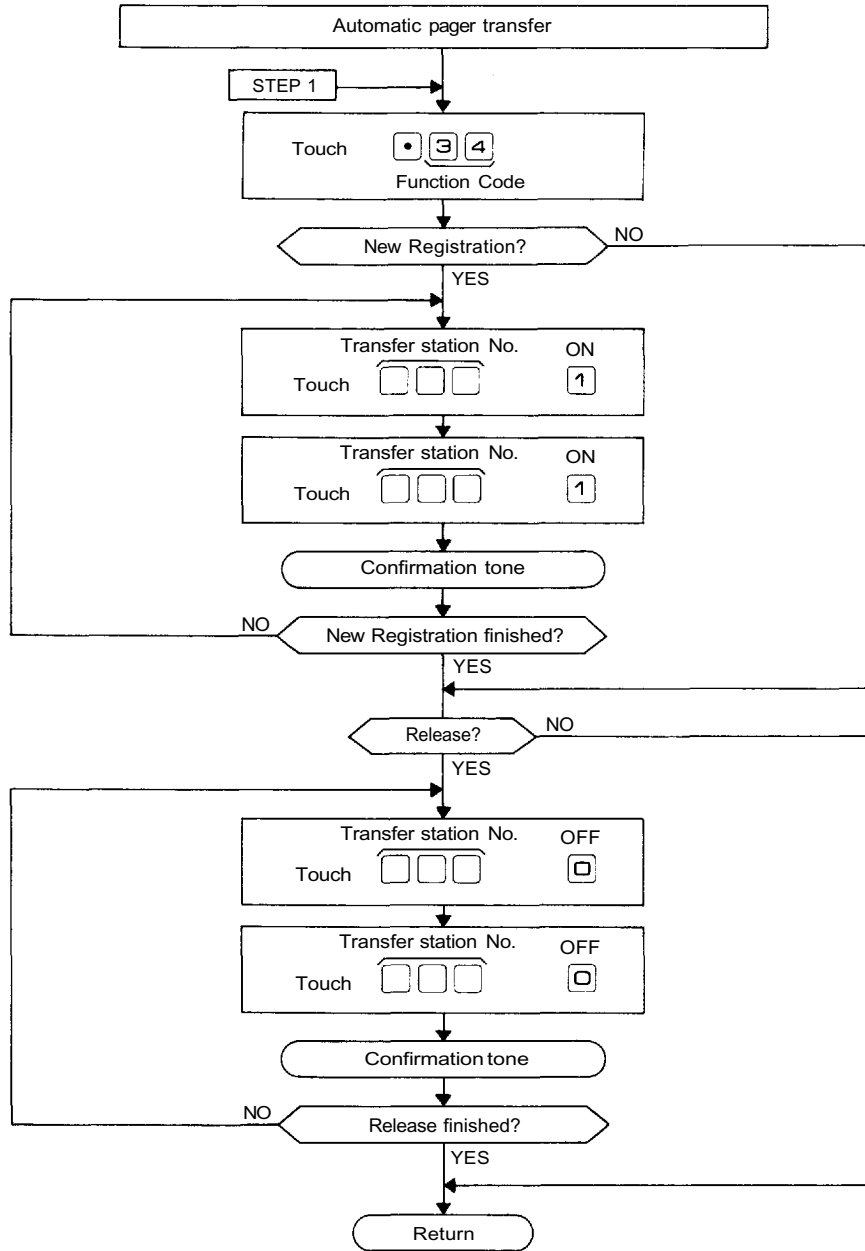 Automatic pager transfer
STEP 1
Touch • 3 4
Function Code
New Registration? NO
YES
Transfer station No. ON
Touch 1
Transfer station No. ON
Touch 1
Confirmation tone
NO New Registration finished?
YES
Release? NO
YES
Transfer station No. OFF
Touch 0
Transfer station No. OFF
Touch 0
Confirmation tone
NO Release finished?
YES
Return